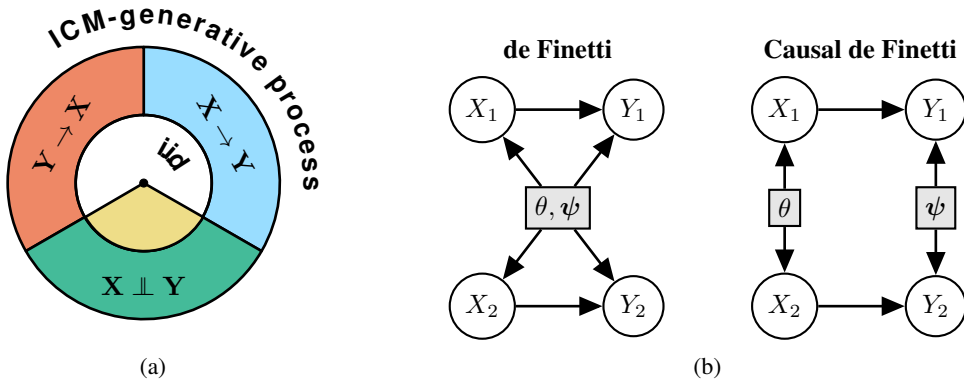 ICM-generative process
Y → X
X → Y
iid
X ⫫ Y
(a)
de Finetti
X₁
Y₁
θ, ψ
X₂
Y₂
Causal de Finetti
X₁
Y₁
θ
ψ
X₂
Y₂
(b)